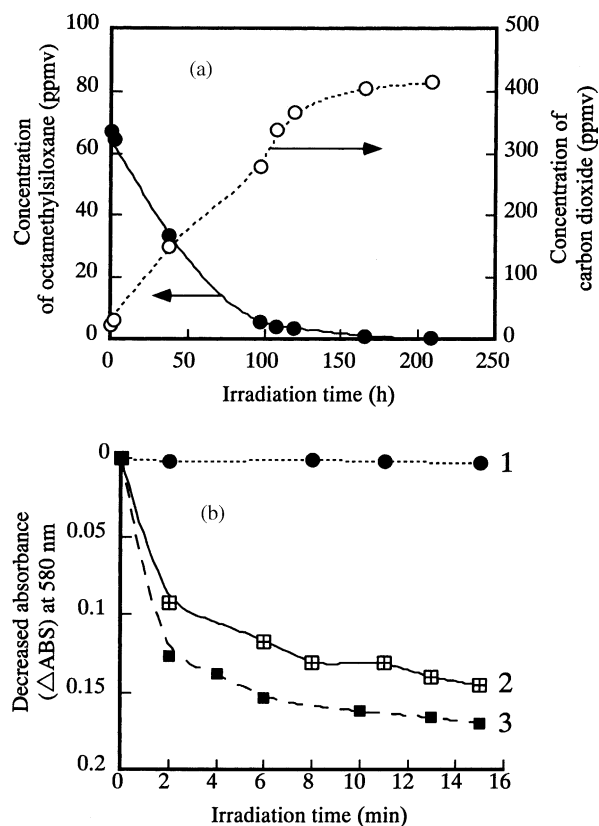 (a)
100
80
60
40
20
0
Concentration
of octamethylsiloxane (ppmv)
500
400
300
200
100
0
Concentration of
carbon dioxide (ppmv)
0 50 100 150 200 250
Irradiation time (h)
(b)
0
0.05
0.1
0.15
0.2
Decreased absorbance
(△ABS) at 580 nm
1
2
3
0 2 4 6 8 10 12 14 16
Irradiation time (min)